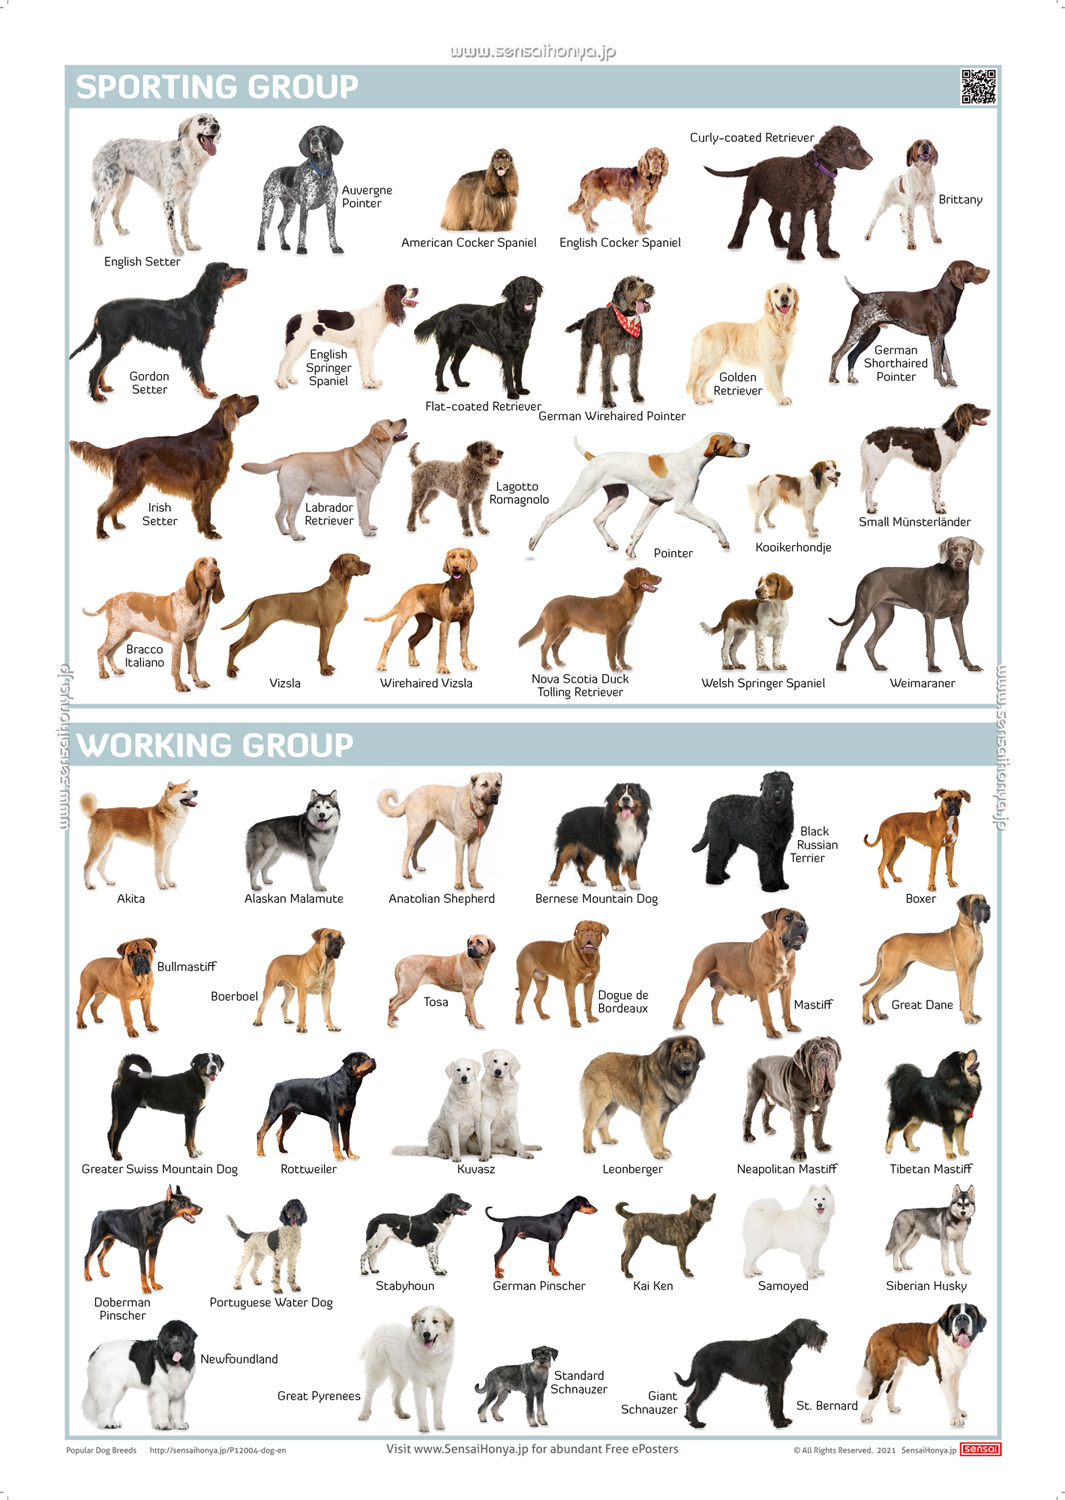 www.sensaihonya.jp
SPORTING GROUP
Curly-coated Retriever
Auvergne
Pointer
Brittany
American Cocker Spaniel
English Cocker Spaniel
English Setter
Gordon
Setter
English
Springer
Spaniel
Flat-coated Retriever
German Wirehaired Pointer
Golden
Retriever
German
Shorthaired
Pointer
Irish
Setter
Labrador
Retriever
Lagotto
Romagnolo
Pointer
Kooikerhondje
Small Münsterländer
Bracco
Italiano
Vizsla
Wirehaired Vizsla
Nova Scotia Duck
Tolling Retriever
Welsh Springer Spaniel
Weimaraner
www.sensaihonya.jp
www.sensaihonya.jp
WORKING GROUP
Akita
Alaskan Malamute
Anatolian Shepherd
Bernese Mountain Dog
Black
Russian
Terrier
Boxer
Bullmastiff
Boerboel
Tosa
Dogue de
Bordeaux
Mastiff
Great Dane
Greater Swiss Mountain Dog
Rottweiler
Kuvasz
Leonberger
Neapolitan Mastiff
Tibetan Mastiff
Doberman
Pinscher
Portuguese Water Dog
Stabyhoun
German Pinscher
Kai Ken
Samoyed
Siberian Husky
Newfoundland
Great Pyrenees
Standard
Schnauzer
Giant
Schnauzer
St. Bernard
Popular Dog Breeds
http://sensaihonya.jp/P12004-dog-en
Visit www.SensaiHonya.jp for abundant Free ePosters
© All Rights Reserved. 2021 SensaiHonya.jp
sensai